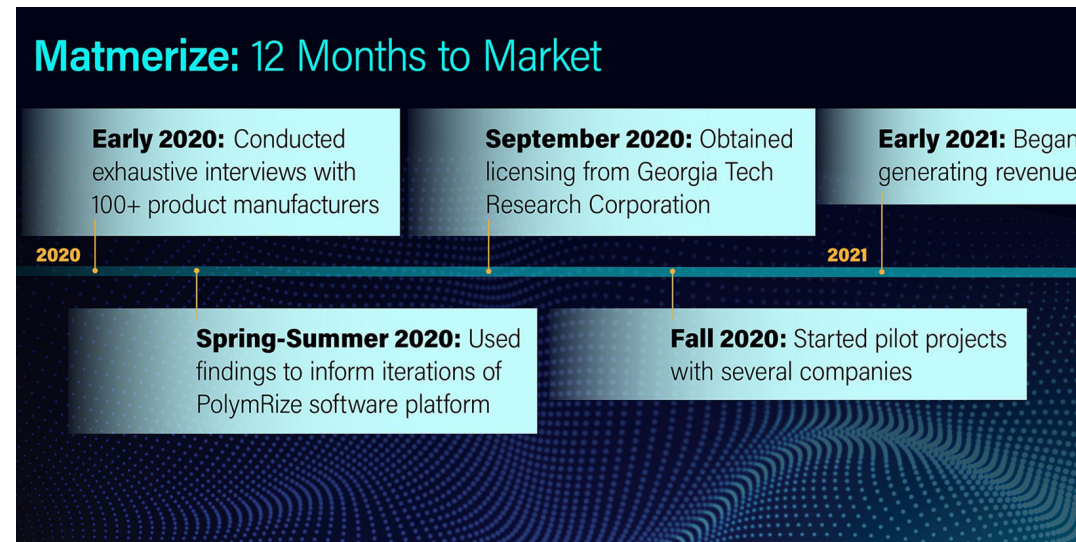 Matmerize: 12 Months to Market
Early 2020: Conducted
exhaustive interviews with
100+ product manufacturers
September 2020: Obtained
licensing from Georgia Tech
Research Corporation
Early 2021: Began
generating revenue
2020
2021
Spring-Summer 2020: Used
findings to inform iterations of
PolymRize software platform
Fall 2020: Started pilot projects
with several companies